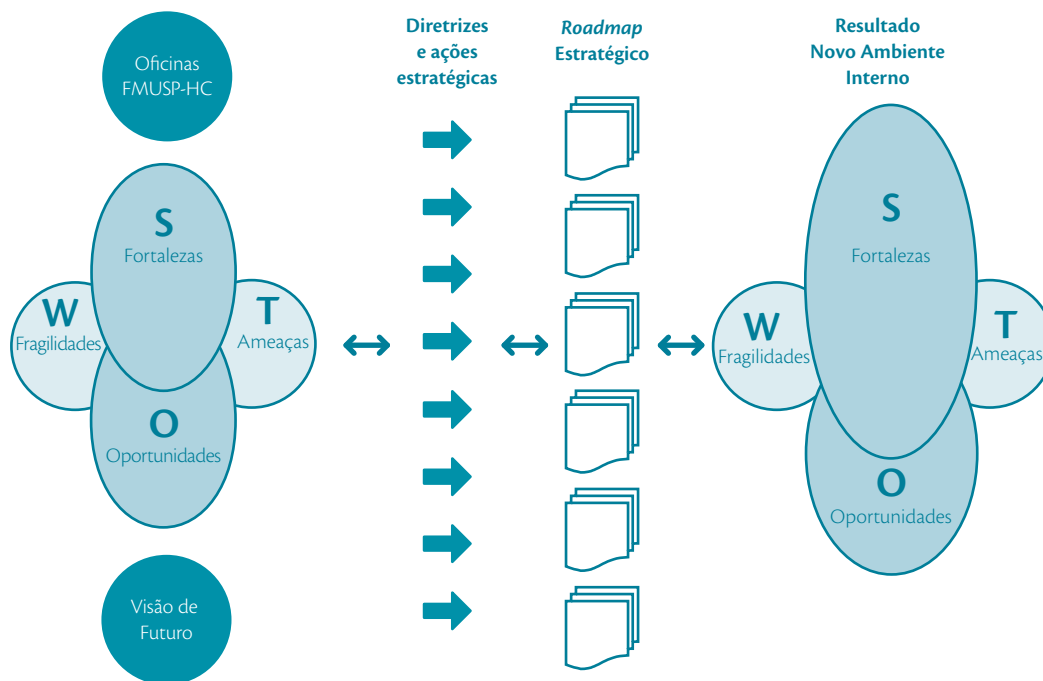 Oficinas
FMUSP-HC
S
Fortalezas
W
Fragilidades
T
Ameaças
O
Oportunidades
Visão de
Futuro
Diretrizes
e ações
estratégicas
Roadmap
Estratégico
Resultado
Novo Ambiente
Interno
S
Fortalezas
W
Fragilidades
T
Ameaças
O
Oportunidades